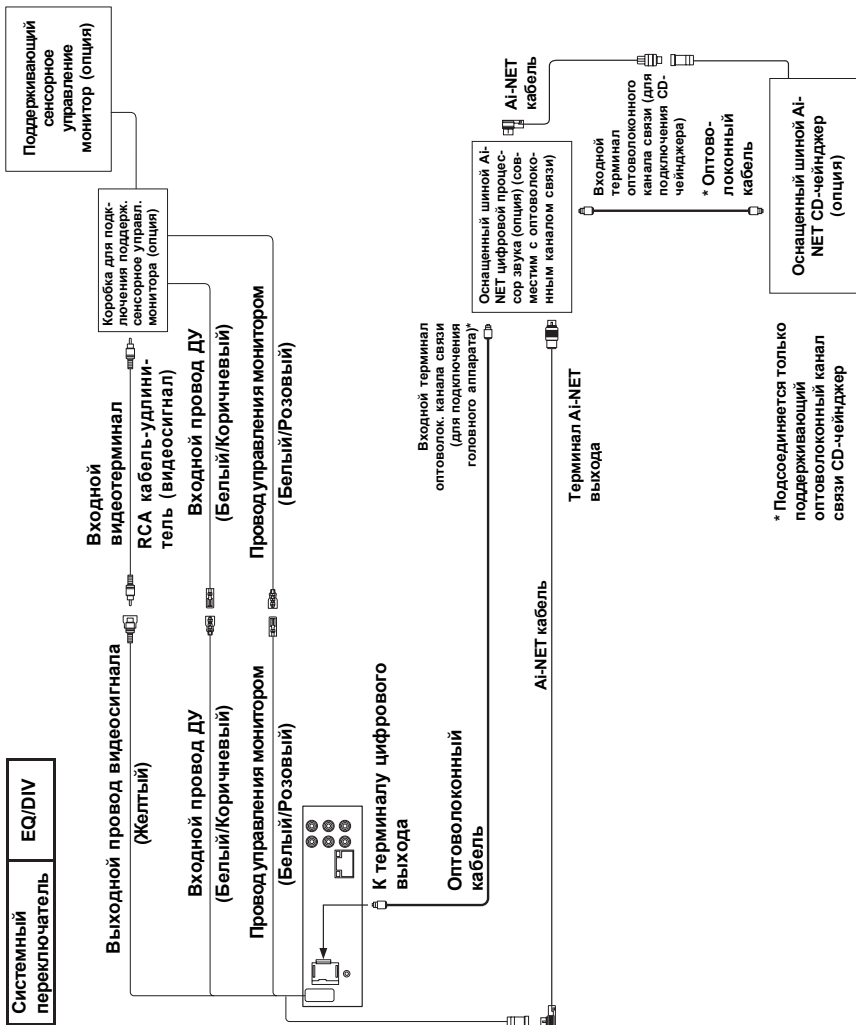 Системный
переключатель
EQ/DIV
Поддерживающий
сенсорное
управление
монитор (опция)
Коробка для подк-
лючения поддерж.
сенсорное управл.
монитора (опция)
Входной
видеотерминал
RCA кабель-удлини-
тель (видеосигнал)
Выходной провод видеосигнала
(Желтый)
Входной провод ДУ
(Белый/Коричневый)
Входной провод ДУ
(Белый/Коричневый)
Провод управления монитором
(Белый/Розовый)
Провод управления монитором
(Белый/Розовый)
К терминалу цифрового
выхода
Оптоволоконный
кабель
Входной терминал
оптоволок. канала связи
(для подключения
головного аппарата)*
Оснащенный шиной Ai-
NET цифровой процес-
сор звука (опция) (сов-
местим с оптоволоко-
нным каналом связи)
Ai-NET
кабель
Входной
терминал
оптоволоконного
канала связи (для
подключения CD-
чейнджера)
* Оптово-
локонный
кабель
Оснащенный шиной Ai-
NET CD-чейнджер
(опция)
Терминал Ai-NET
выхода
Ai-NET кабель
* Подсоединяется только
поддерживающий
оптоволоконный канал
связи CD-чейнджер